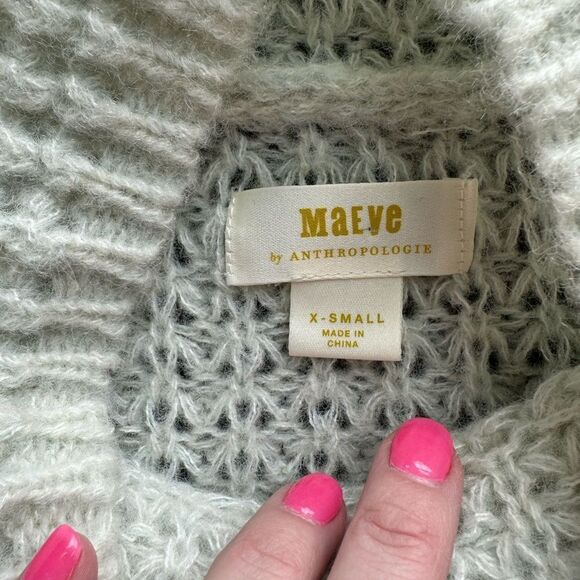 MAEVE
by ANTHROPOLOGIE
X-SMALL
MADE IN
CHINA